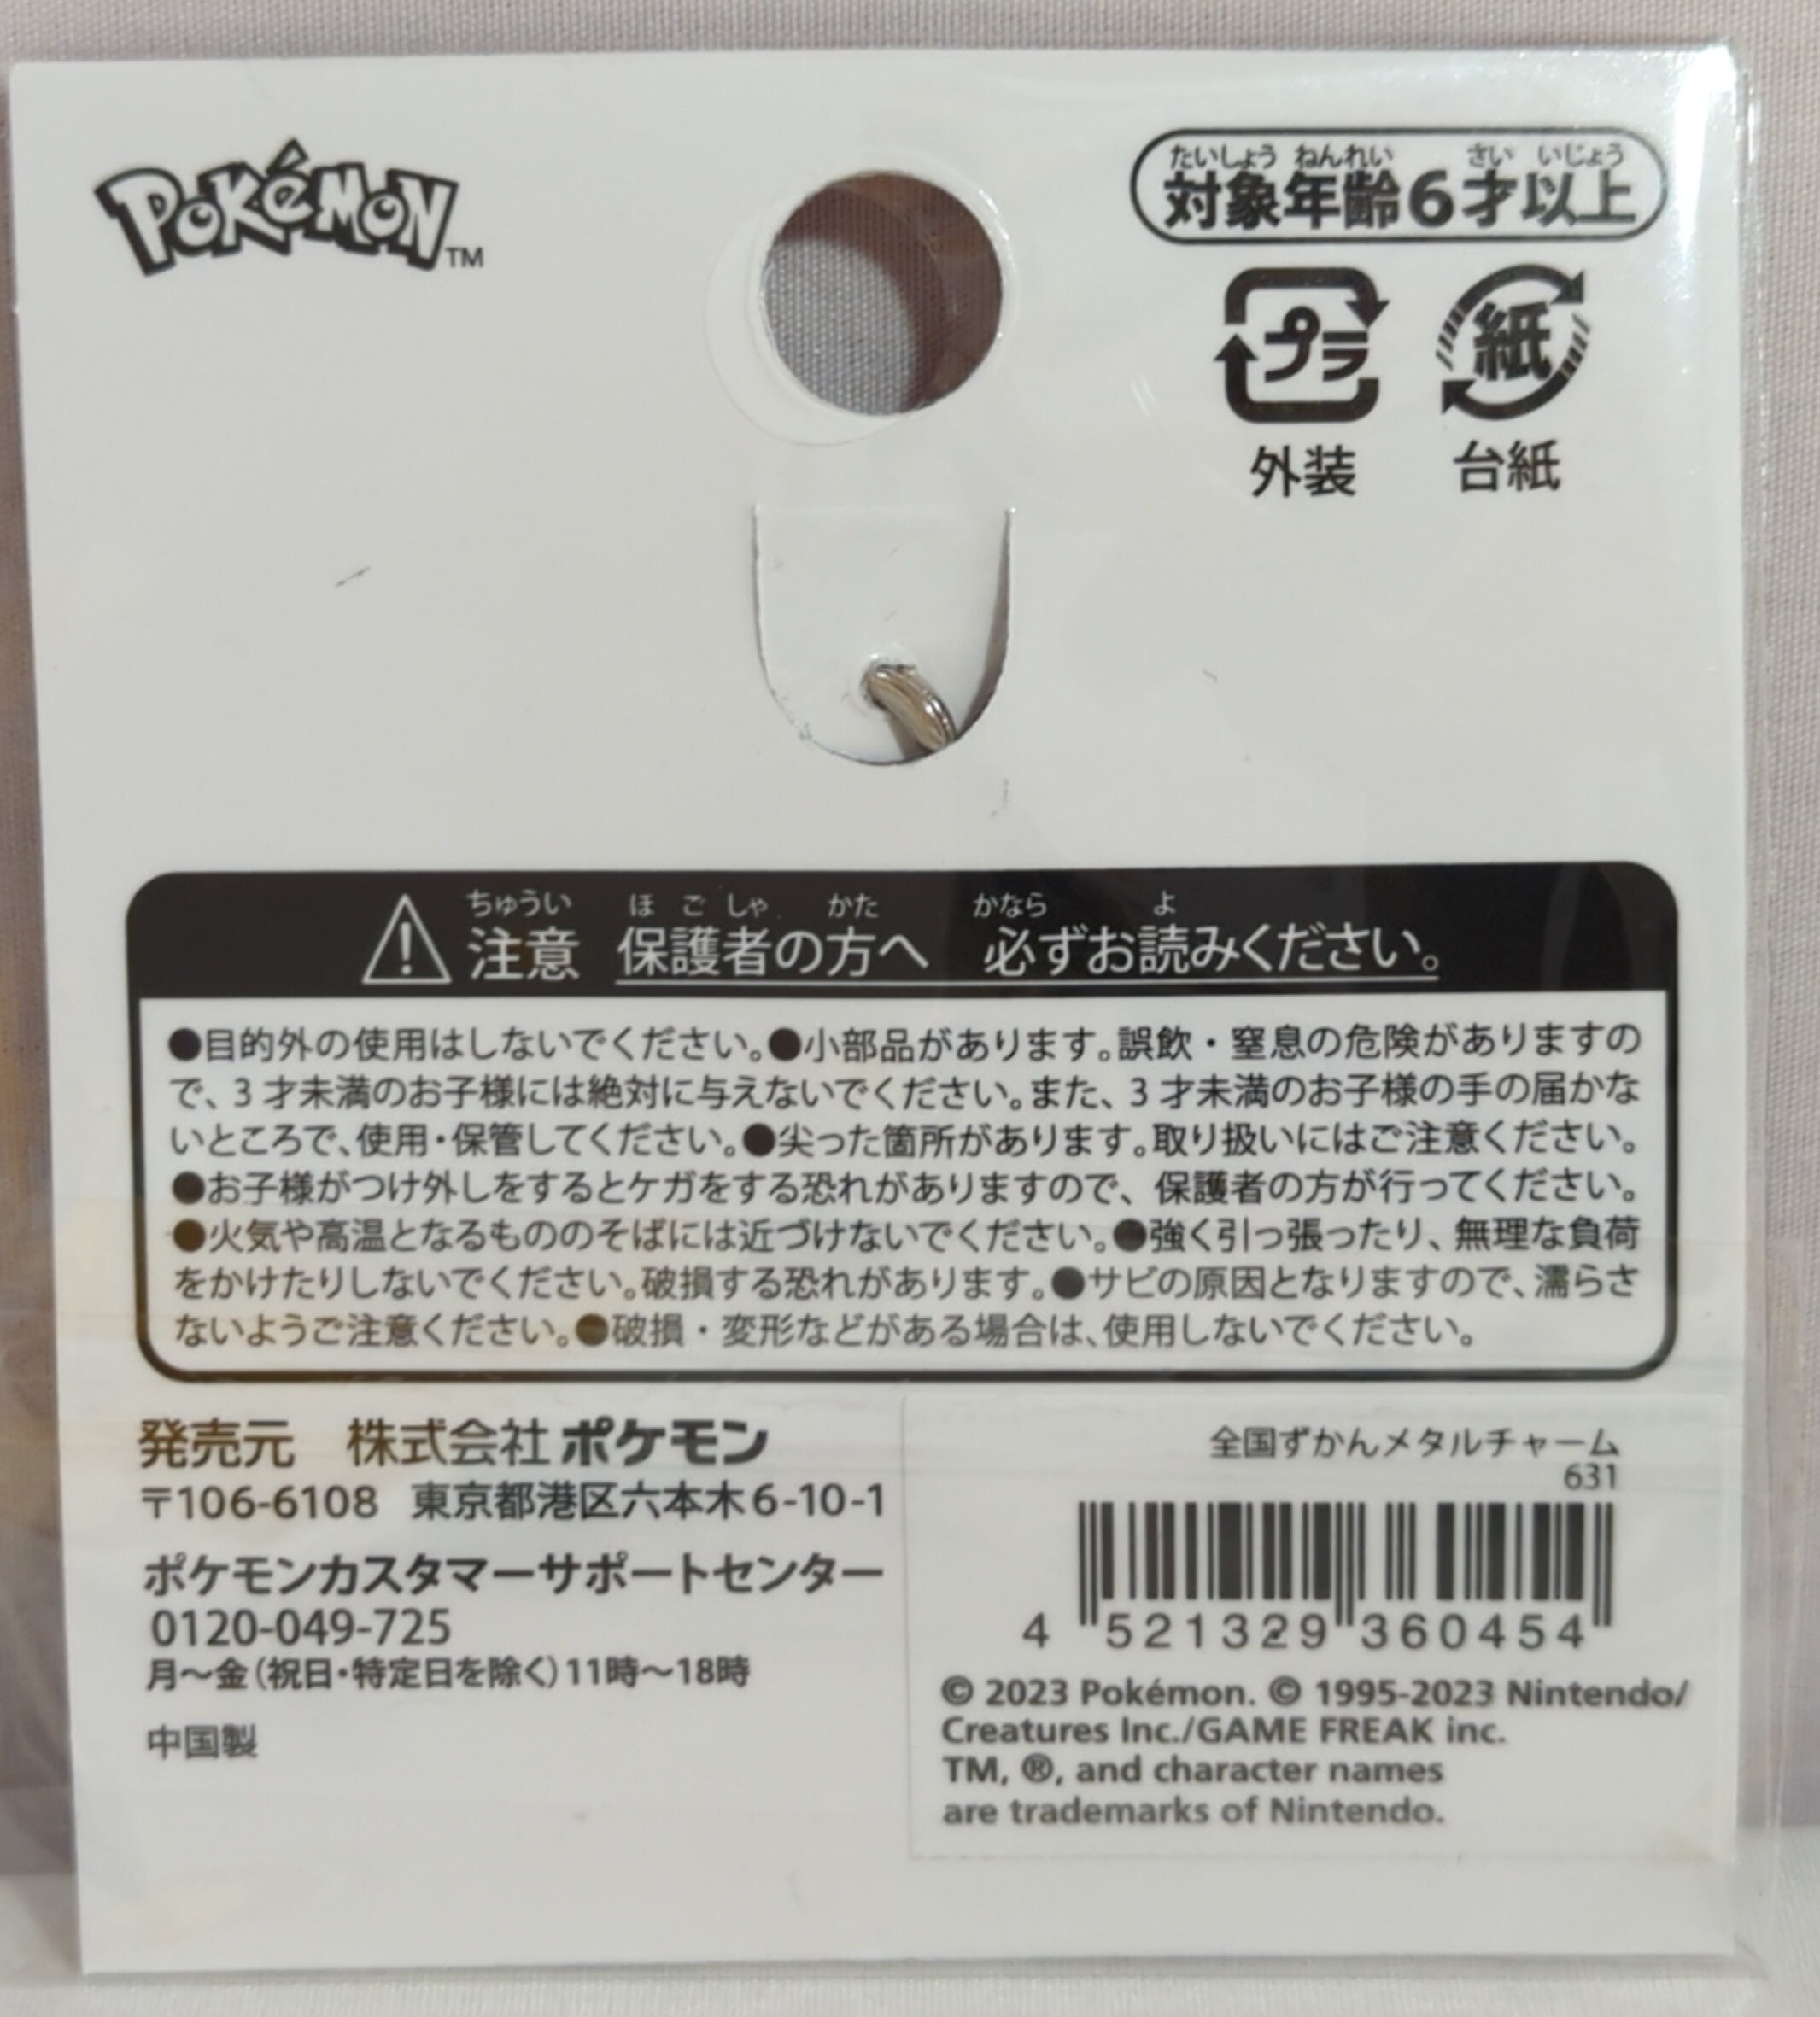 POKéMON™
たいしょう ねんれい さい いじょう
対象年齢6才以上
プラ 紙
外装 台紙
ちゅうい ほ ご しゃ かた かなら よ
注意 保護者の方へ 必ずお読みください。
●目的外の使用はしないでください。●小部品があります。誤飲・窒息の危険がありますの
で、3才未満のお子様には絶対に与えないでください。また、3才未満のお子様の手の届かな
いところで、使用・保管してください。●尖った箇所があります。取り扱いにはご注意ください。
●お子様がつけ外しをするとケガをする恐れがありますので、保護者の方が行ってください。
●火気や高温となるもののそばには近づけないでください。●強く引っ張ったり、無理な負荷
をかけたりしないでください。破損する恐れがあります。●サビの原因となりますので、濡らさ
ないようご注意ください。●破損・変形などがある場合は、使用しないでください。
発売元 株式会社ポケモン
〒106-6108 東京都港区六本木6-10-1
ポケモンカスタマーサポートセンター
0120-049-725
月〜金(祝日・特定日を除く)11時〜18時
中国製
全国ずかんメタルチャーム
631
4 521329 360454
© 2023 Pokémon. © 1995-2023 Nintendo/
Creatures Inc./GAME FREAK inc.
TM, ®, and character names
are trademarks of Nintendo.